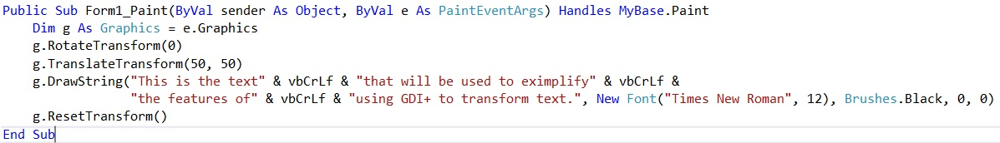 Public Sub Form1_Paint(ByVal sender As Object, ByVal e As PaintEventArgs) Handles MyBase.Paint
    Dim g As Graphics = e.Graphics
    g.RotateTransform(0)
    g.TranslateTransform(50, 50)
    g.DrawString("This is the text" & vbCrLf & "that will be used to eximplify" & vbCrLf &
                 "the features of" & vbCrLf & "using GDI+ to transform text.", New Font("Times New Roman", 12), Brushes.Black, 0, 0)
    g.ResetTransform()
End Sub